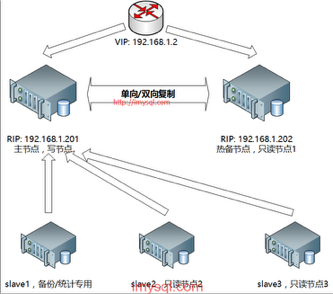 VIP: 192.168.1.2
单向/双向复制
http://imysql.com
RIP: 192.168.1.201
主节点，写节点
RIP: 192.168.1.202
热备节点，只读节点1
slave1，备份/统计专用
slave2，只读节点2
slave3，只读节点3
imysql.com